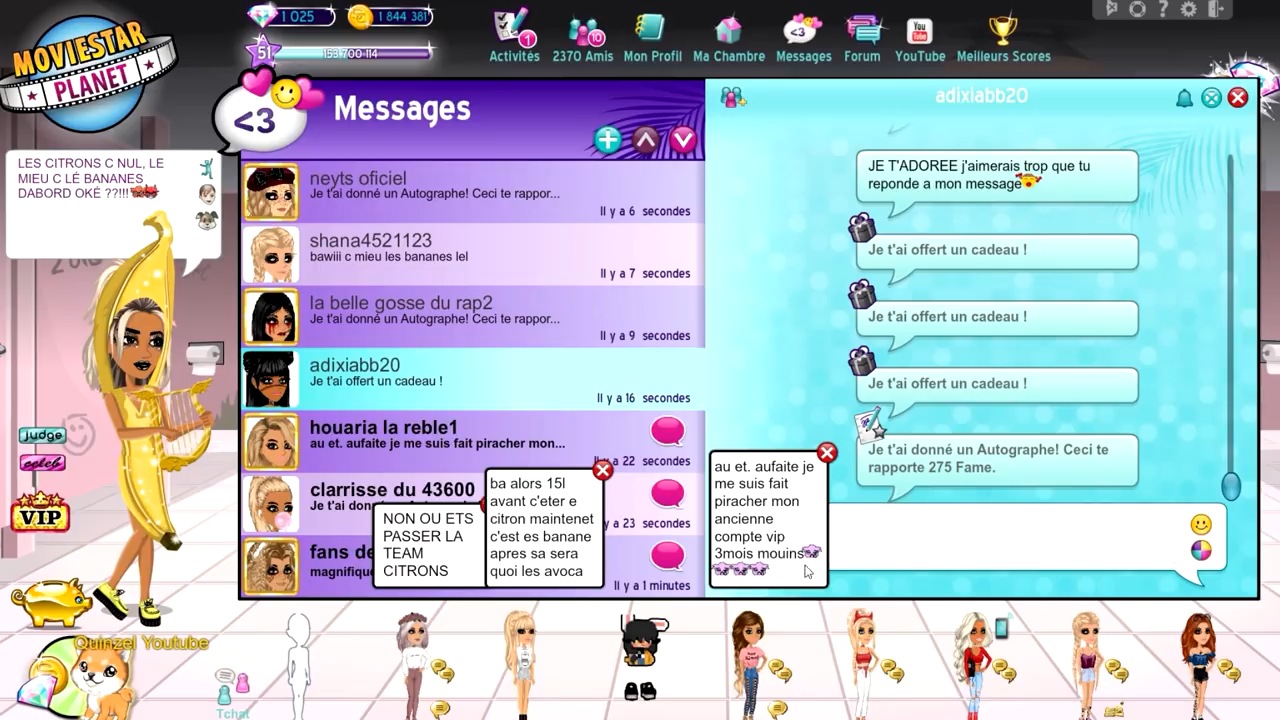 1 025
1 844 381
51
153 700 114
MOVIESTAR
PLANET
1
10
<3
You
Tube
Activités
2370 Amis
Mon Profil
Ma Chambre
Messages
Forum
YouTube
Meilleurs Scores
LES CITRONS C NUL, LE
MIEU C LÉ BANANES
DABORD OKÉ ??!!!
judge
celeb
VIP
Quinzel Youtube
Tchat
<3
Messages
neyts oficiel
Je t'ai donné un Autographe! Ceci te rappor...
Il y a 6 secondes
shana4521123
bawiii c mieu les bananes lel
Il y a 7 secondes
la belle gosse du rap2
Je t'ai donné un Autographe! Ceci te rappor...
Il y a 9 secondes
adixiabb20
Je t'ai offert un cadeau !
Il y a 16 secondes
houaria la reble1
au et. aufaite je me suis fait piracher mon...
a 22 secondes
clarrisse du 43600
Je t'ai don
y a 23 secondes
fans de
magnifique
Il y a 1 minutes
NON OU ETS
PASSER LA
TEAM
CITRONS
ba alors 15l
avant c'eter e
citron maintenet
c'est es banane
apres sa sera
quoi les avoca
au et. aufaite je
me suis fait
piracher mon
ancienne
compte vip
3mois mouins
adixiabb20
JE T'ADOREE j'aimerais trop que tu
reponde a mon message
Je t'ai offert un cadeau !
Je t'ai offert un cadeau !
Je t'ai offert un cadeau !
Je t'ai donné un Autographe! Ceci te
rapporte 275 Fame.